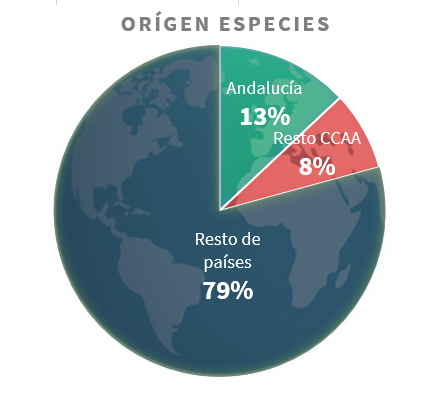 ORÍGEN ESPECIES
Andalucía
13%
Resto CCAA
8%
Resto de
países
79%